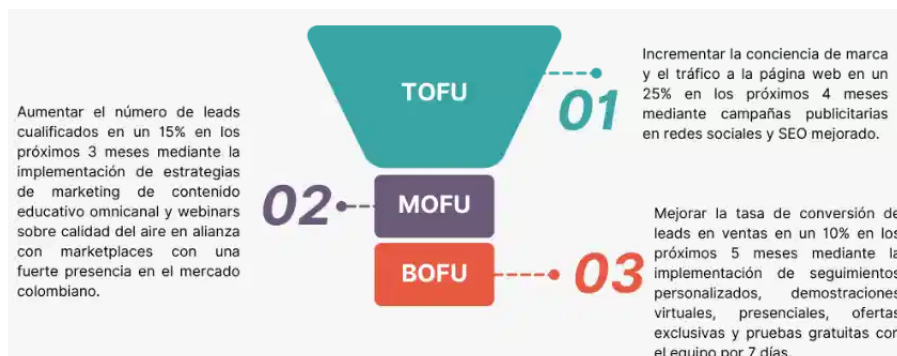 TOFU
01
Incrementar la conciencia de marca
y el tráfico a la página web en un
25% en los próximos 4 meses
mediante campañas publicitarias
en redes sociales y SEO mejorado.
Aumentar el número de leads
cualificados en un 15% en los
próximos 3 meses mediante la
implementación de estrategias
de marketing de contenido
educativo omnicanal y webinars
sobre calidad del aire en alianza
con marketplaces con una
fuerte presencia en el mercado
colombiano.
02
MOFU
BOFU
03
Mejorar la tasa de conversión de
leads en ventas en un 10% en los
próximos 5 meses mediante la
implementación de seguimientos
personalizados, demostraciones
virtuales, presenciales, ofertas
exclusivas y pruebas gratuitas con
el equipo por 7 días.